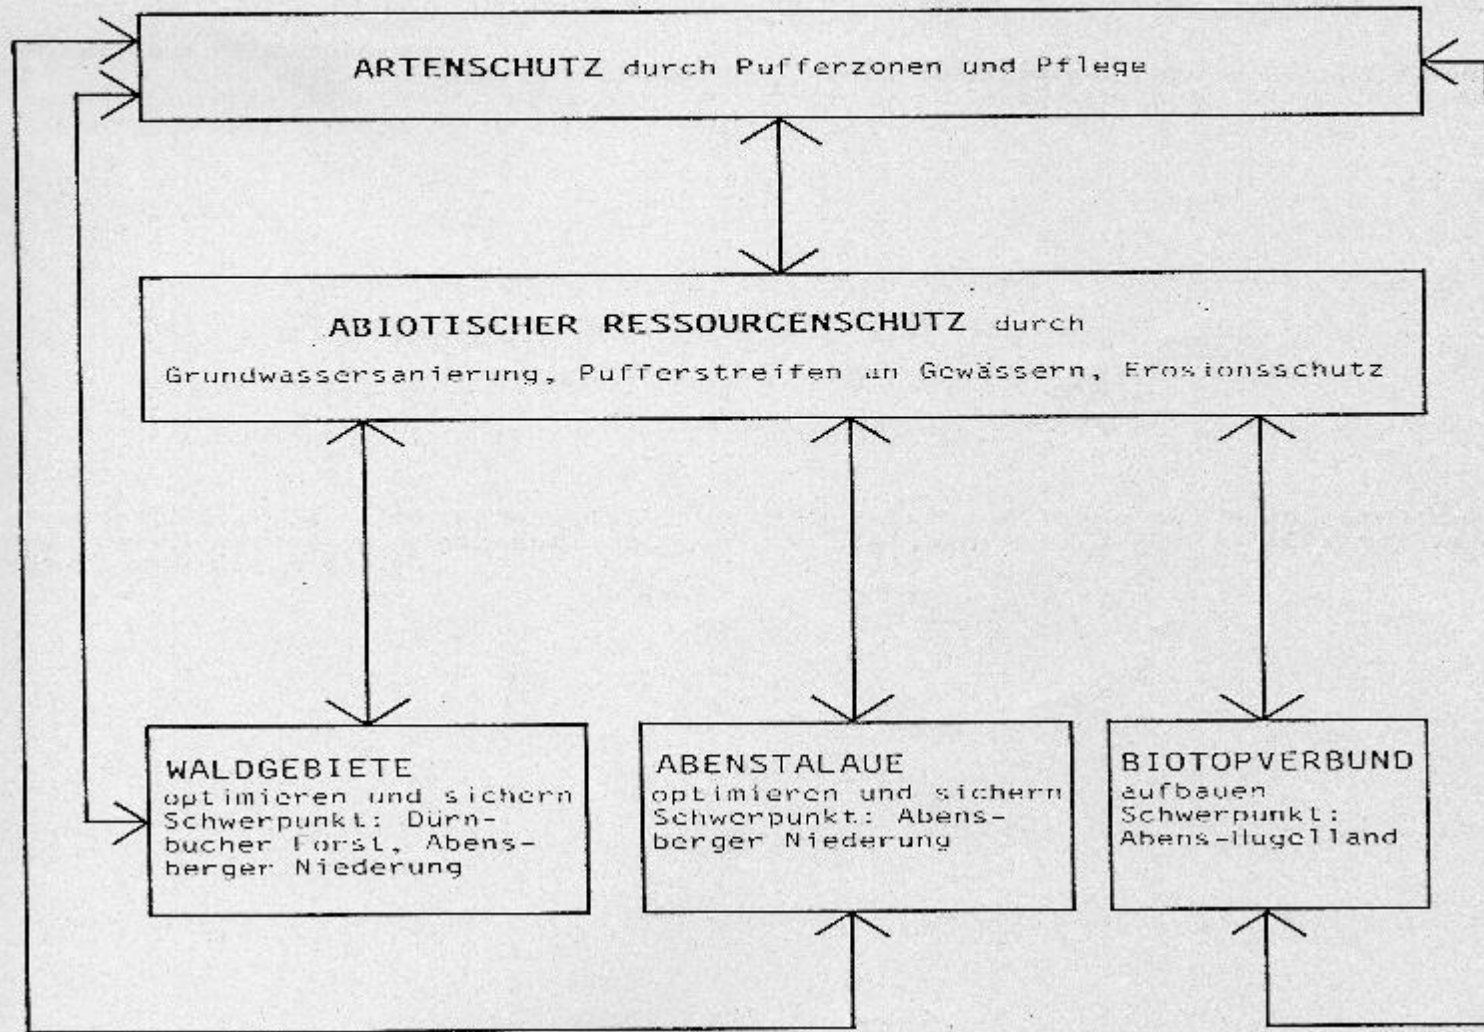 ARTENSCHUTZ durch Pufferzonen und Pflege
ABIOTISCHER RESSOURCENSCHUTZ durch
Grundwassersanierung, Pufferstreifen an Gewässern, Erosionsschutz
WALDGEBIETE
optimieren und sichern
Schwerpunkt: Dürn-
bucher Forst, Abens-
berger Niederung
ABENSTALAUE
optimieren und sichern
Schwerpunkt: Abens-
berger Niederung
BIOTOPVERBUND
aufbauen
Schwerpunkt:
Abens-Hügelland